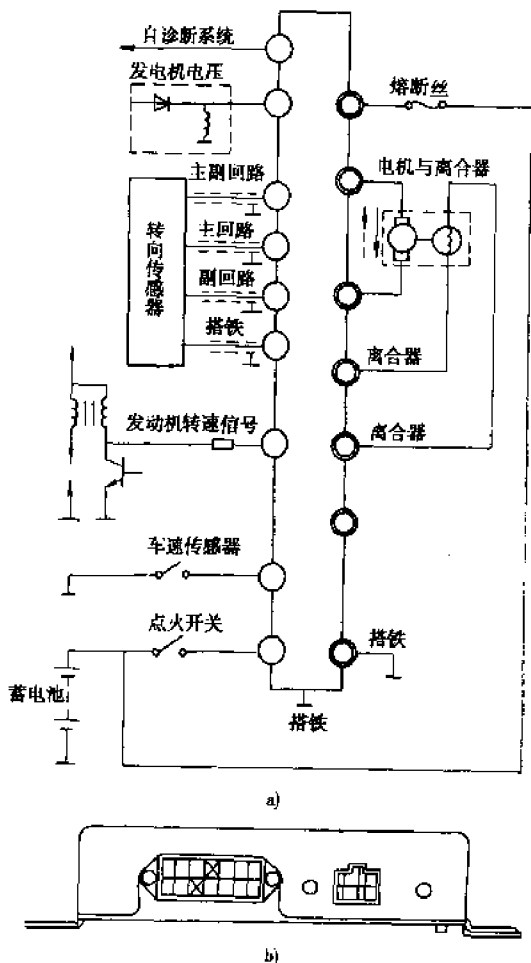 自诊断系统
发电机电压
熔断丝
主副回路
电机与离合器
主回路
转向传感器
副回路
搭铁
离合器
发动机转速信号
离合器
车速传感器
点火开关
搭铁
蓄电池
搭铁
a)
b)